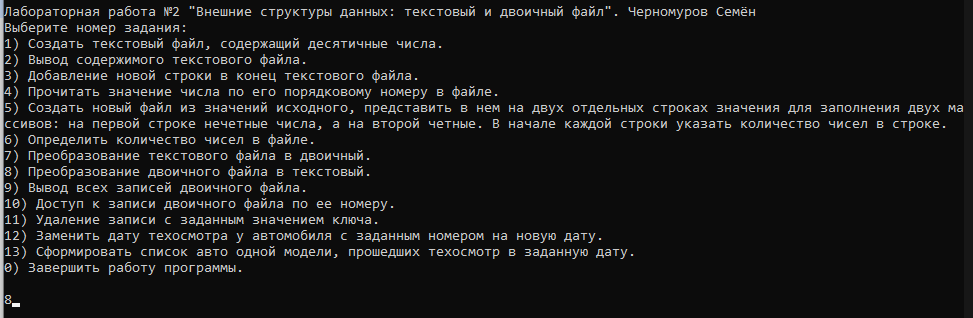 Лабораторная работа №2 "Внешние структуры данных: текстовый и двоичный файл". Черномуров Семён
Выберите номер задания:
1) Создать текстовый файл, содержащий десятичные числа.
2) Вывод содержимого текстового файла.
3) Добавление новой строки в конец текстового файла.
4) Прочитать значение числа по его порядковому номеру в файле.
5) Создать новый файл из значений исходного, представить в нем на двух отдельных строках значения для заполнения двух ма
ссивов: на первой строке нечетные числа, а на второй четные. В начале каждой строки указать количество чисел в строке.
6) Определить количество чисел в файле.
7) Преобразование текстового файла в двоичный.
8) Преобразование двоичного файла в текстовый.
9) Вывод всех записей двоичного файла.
10) Доступ к записи двоичного файла по ее номеру.
11) Удаление записи с заданным значением ключа.
12) Заменить дату техосмотра у автомобиля с заданным номером на новую дату.
13) Сформировать список авто одной модели, прошедших техосмотр в заданную дату.
0) Завершить работу программы.
8